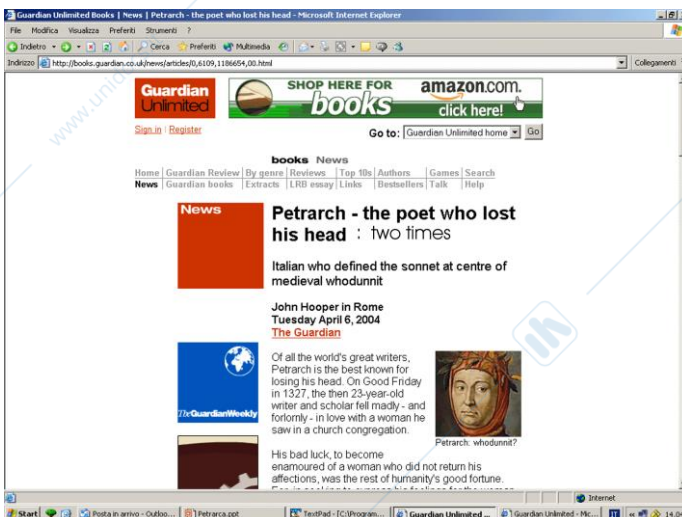 Guardian Unlimited Books | News | Petrarch - the poet who lost his head - Microsoft Internet Explorer
File Modifica Visualizza Preferiti Strumenti ?
Indietro Cerca Preferiti Multimedia
Indirizzo http://books.guardian.co.uk/news/articles/0,6109,1186654,00.html Collegamenti
Guardian Unlimited
SHOP HERE FOR books amazon.com. click here!
Sign in | Register
Go to: Guardian Unlimited home Go
books News
Home Guardian Review By genre Reviews Top 10s Authors Games Search
News Guardian books Extracts LRB essay Links Bestsellers Talk Help
News
Petrarch - the poet who lost
his head : two times
Italian who defined the sonnet at centre of
medieval whodunnit
John Hooper in Rome
Tuesday April 6, 2004
The Guardian
TheGuardianWeekly
Of all the world's great writers,
Petrarch is the best known for
losing his head. On Good Friday
in 1327, the then 23-year-old
writer and scholar fell madly - and
forlornly - in love with a woman he
saw in a church congregation.
Petrarch: whodunnit?
His bad luck, to become
enamoured of a woman who did not return his
affections, was the rest of humanity's good fortune.
Internet
Start Posta in arrivo - Outloo... Petrarca.ppt TextPad - [C:\Program... Guardian Unlimited ... Guardian Unlimited - Mic... IT 14.04